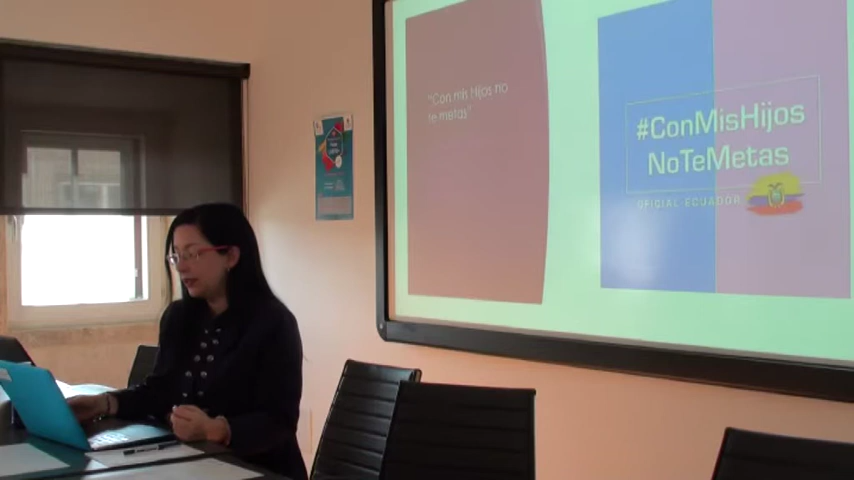 "Con mis Hijos no
te metas"
#ConMisHijos
NoTeMetas
OFICIAL ECUADOR